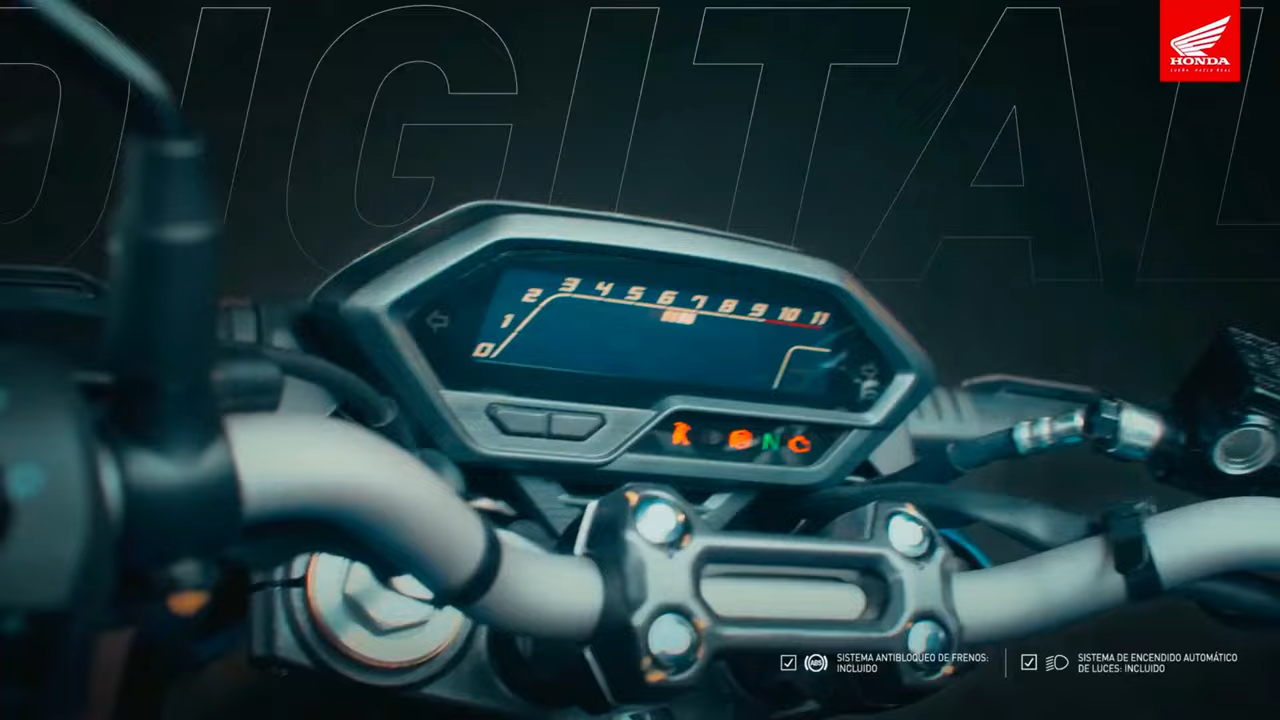 DIGITAL
HONDA
0 1 2 3 4 5 6 7 8 9 10 11
N
ABS
SISTEMA ANTIBLOQUEO DE FRENOS:
INCLUIDO
SISTEMA DE ENCENDIDO AUTOMÁTICO
DE LUCES: INCLUIDO